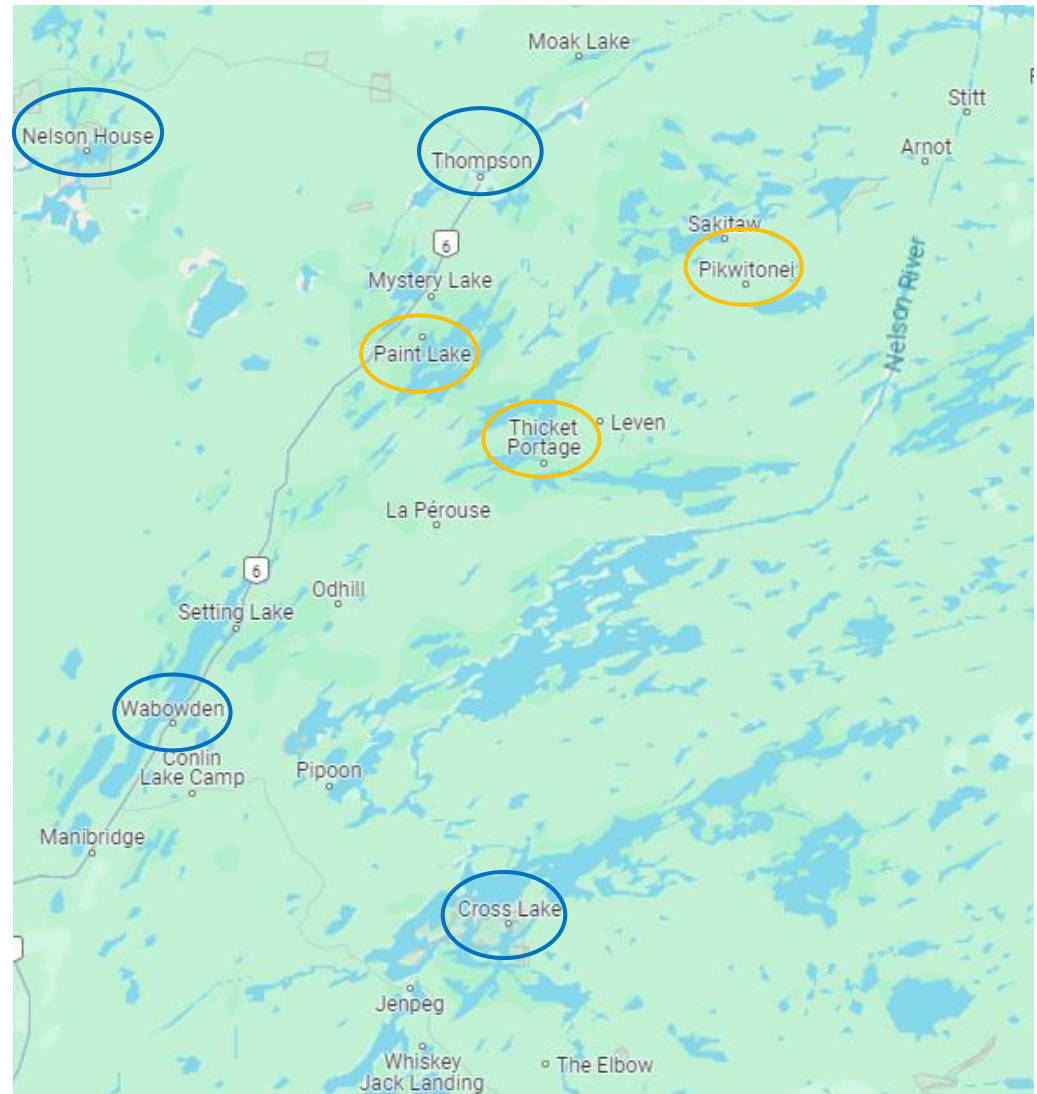 Moak Lake
Stitt
Nelson House
Thompson
Arnot
Sakitaw
6
Pikwitonei
Mystery Lake
Nelson River
Paint Lake
Thicket
Portage
Leven
La Pérouse
6
Odhill
Setting Lake
Wabowden
Conlin
Lake Camp
Pipoon
Manibridge
Cross Lake
Jenpeg
Whiskey
Jack Landing
The Elbow